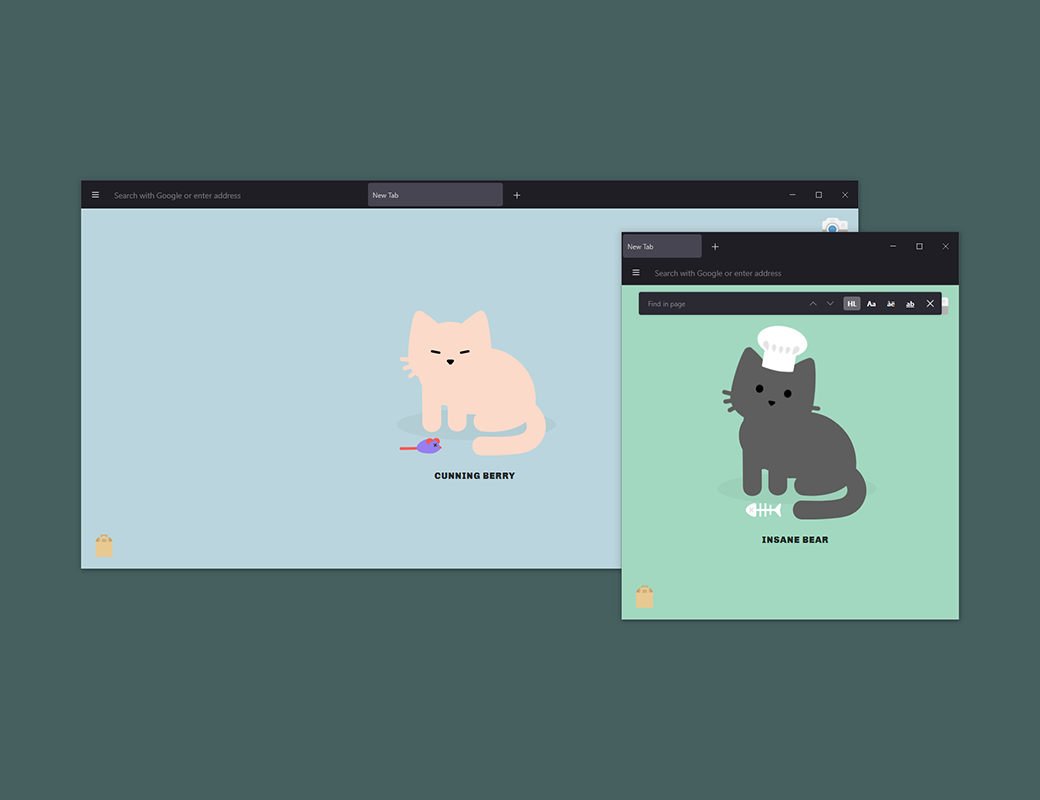 Search with Google or enter address
New Tab
CUNNING BERRY
New Tab
Search with Google or enter address
Find in page
HL Aa āē ab
INSANE BEAR